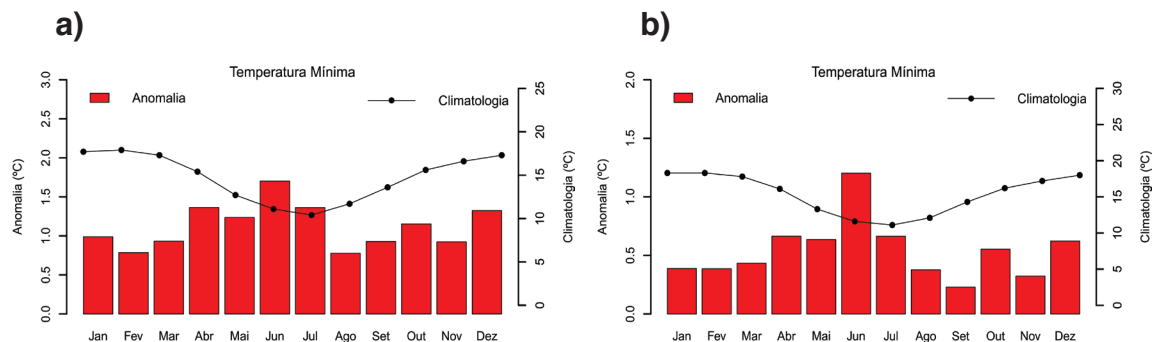 a)
Temperatura Mínima
Anomalia
Climatologia
Anomalia (ºC)
0.0
0.5
1.0
1.5
2.0
2.5
3.0
Climatologia (ºC)
0
5
10
15
20
25
Jan Fev Mar Abr Mai Jun Jul Ago Set Out Nov Dez
b)
Temperatura Mínima
Anomalia
Climatologia
Anomalia (ºC)
0.0
0.5
1.0
1.5
2.0
Climatologia (ºC)
0
5
10
15
20
25
30
Jan Fev Mar Abr Mai Jun Jul Ago Set Out Nov Dez